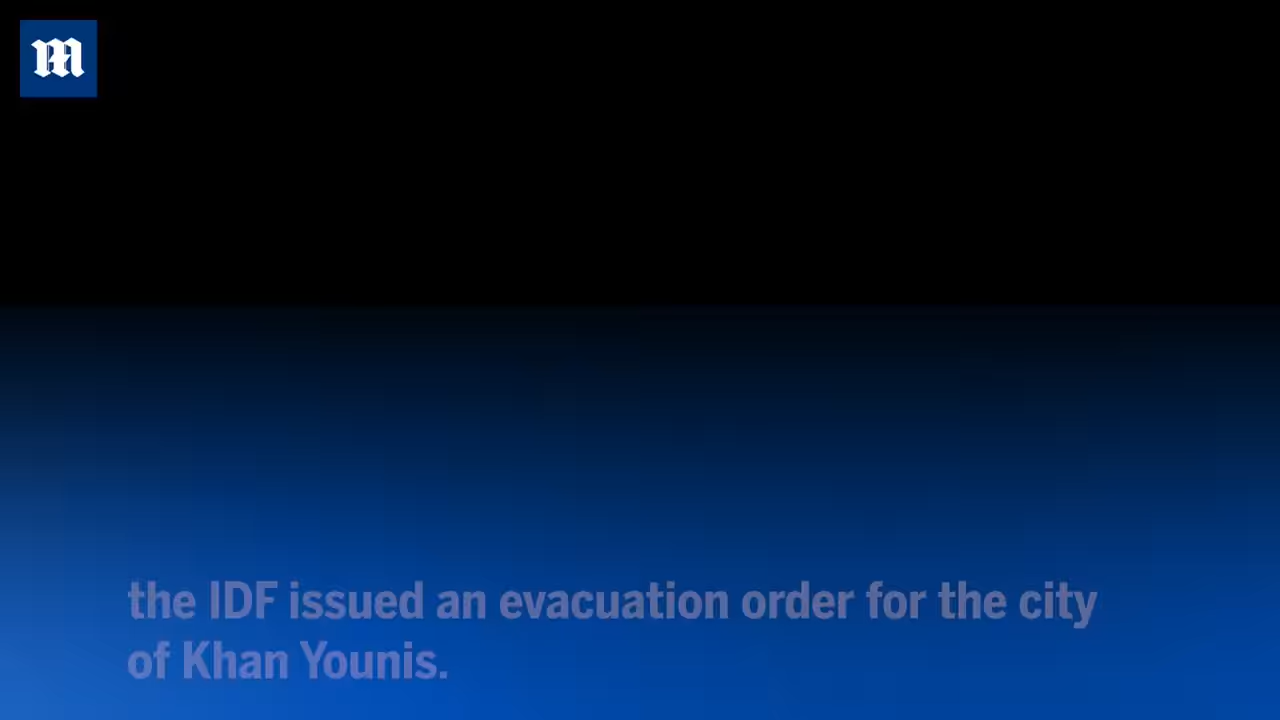 the IDF issued an evacuation order for the city
of Khan Younis.